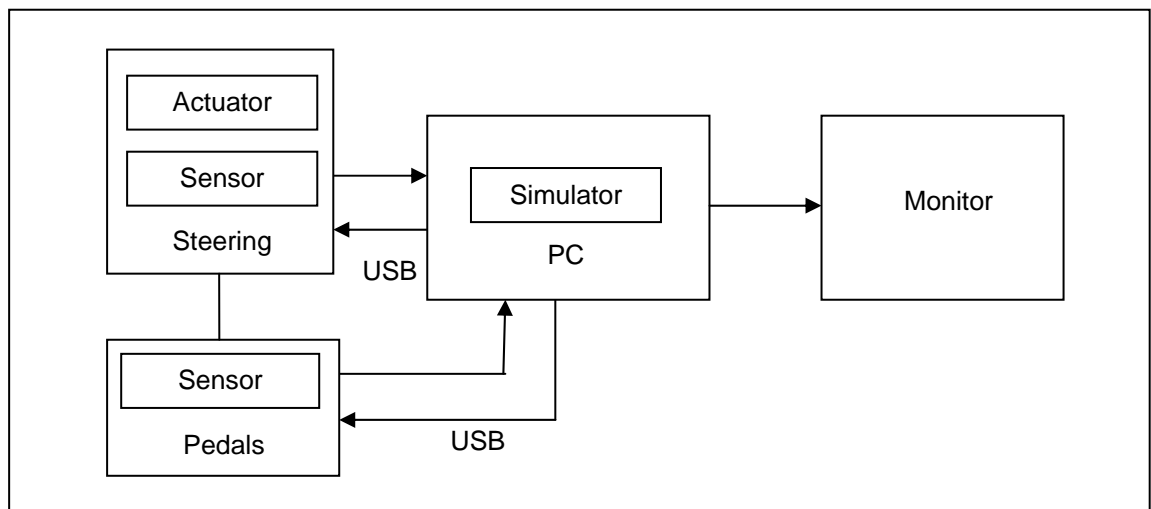 Actuator
Sensor
Steering
USB
Simulator
PC
Monitor
Sensor
Pedals
USB